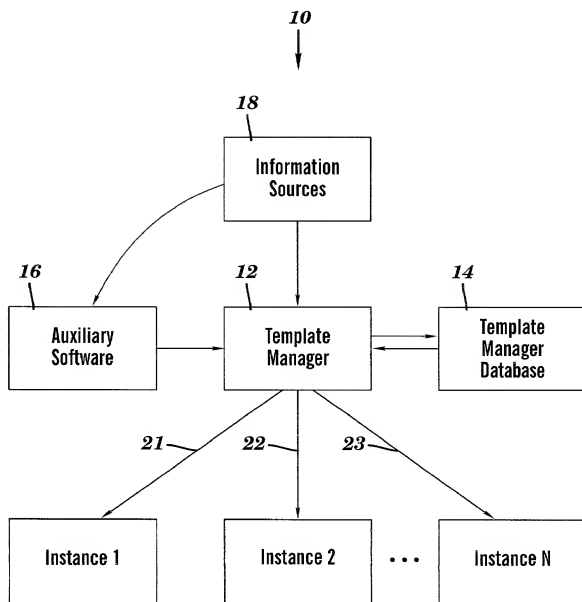 10
18
Information
Sources
16
12
14
Auxiliary
Software
Template
Manager
Template
Manager
Database
21
22
23
Instance 1
Instance 2
...
Instance N